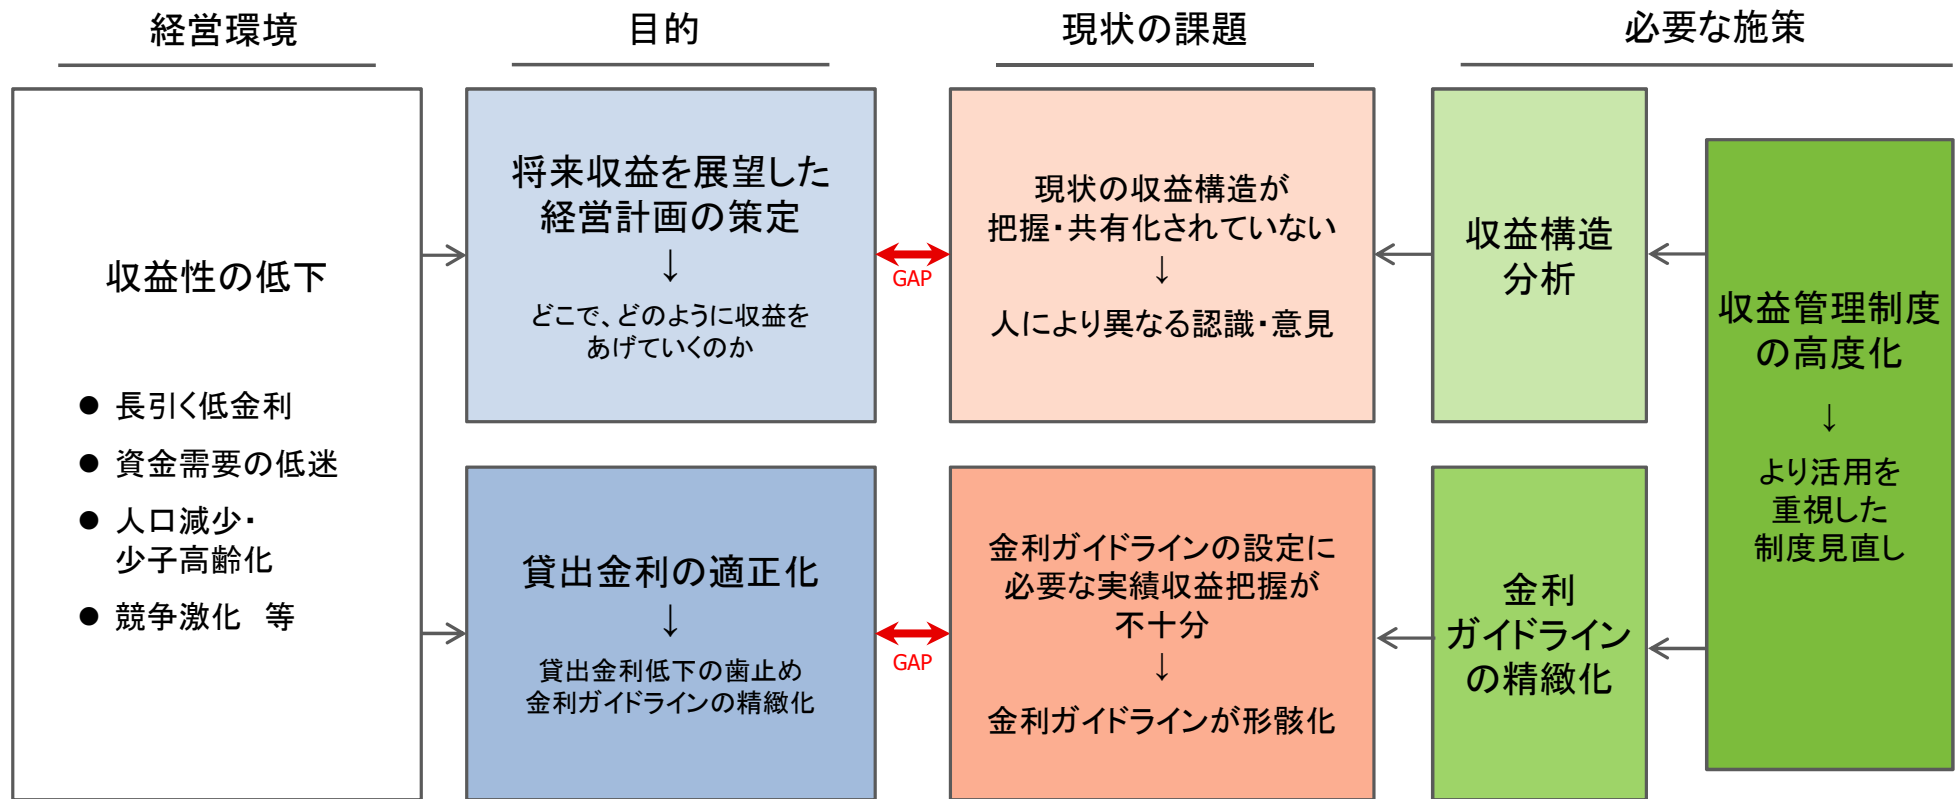 経営環境
目的
現状の課題
必要な施策
収益性の低下
● 長引く低金利
● 資金需要の低迷
● 人口減少・
少子高齢化
● 競争激化　等
将来収益を展望した
経営計画の策定
↓
どこで、どのように収益を
あげていくのか
GAP
現状の収益構造が
把握・共有化されていない
↓
人により異なる認識・意見
収益構造
分析
貸出金利の適正化
↓
貸出金利低下の歯止め
金利ガイドラインの精緻化
GAP
金利ガイドラインの設定に
必要な実績収益把握が
不十分
↓
金利ガイドラインが形骸化
金利
ガイドライン
の精緻化
収益管理制度
の高度化
↓
より活用を
重視した
制度見直し